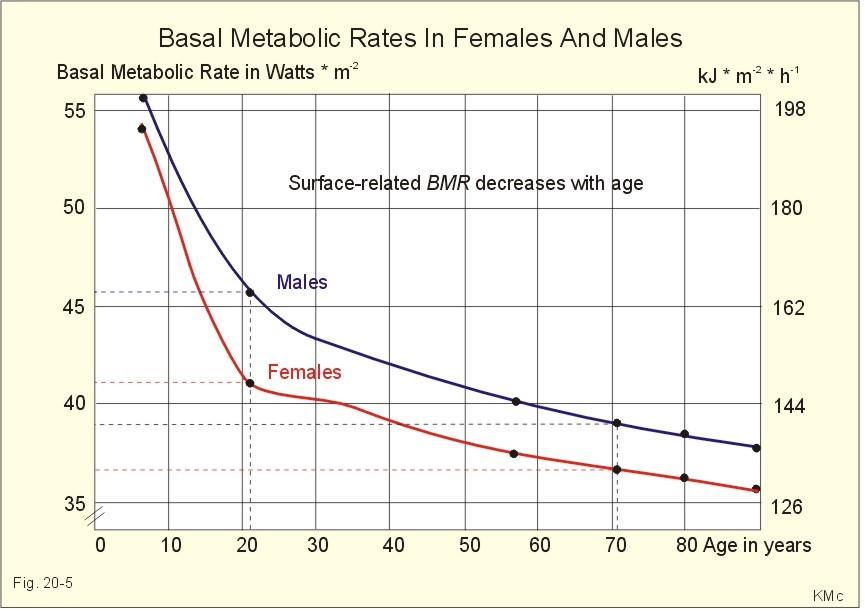 Basal Metabolic Rates In Females And Males
Basal Metabolic Rate in Watts * m-2
kJ * m-2 * h-1
55
198
Surface-related BMR decreases with age
50
180
Males
45
162
Females
40
144
35
126
0 10 20 30 40 50 60 70 80 Age in years
Fig. 20-5
KMc